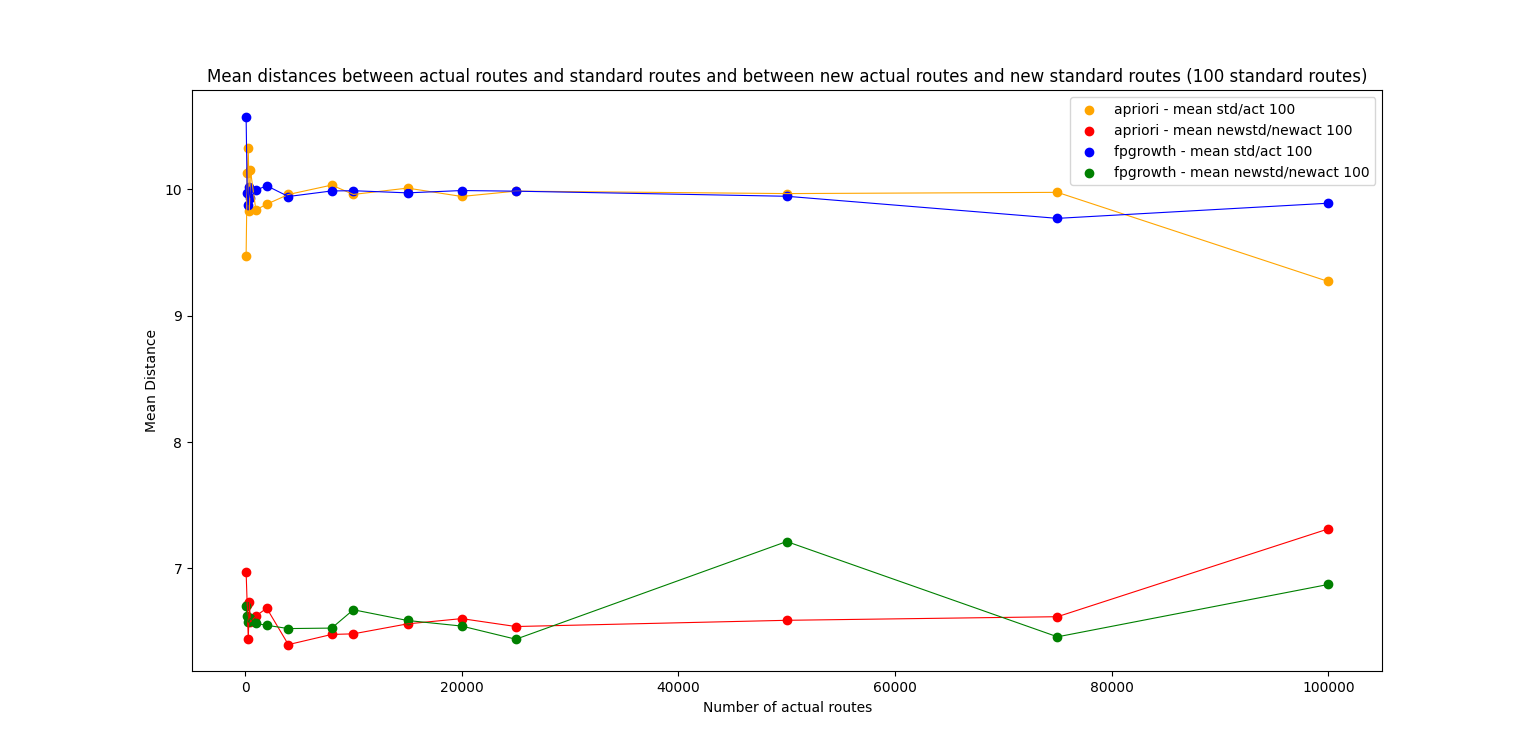 Mean distances between actual routes and standard routes and between new actual routes and new standard routes (100 standard routes)
apriori - mean std/act 100
apriori - mean newstd/newact 100
fpgrowth - mean std/act 100
fpgrowth - mean newstd/newact 100
10
9
8
7
Mean Distance
0
20000
40000
60000
80000
100000
Number of actual routes